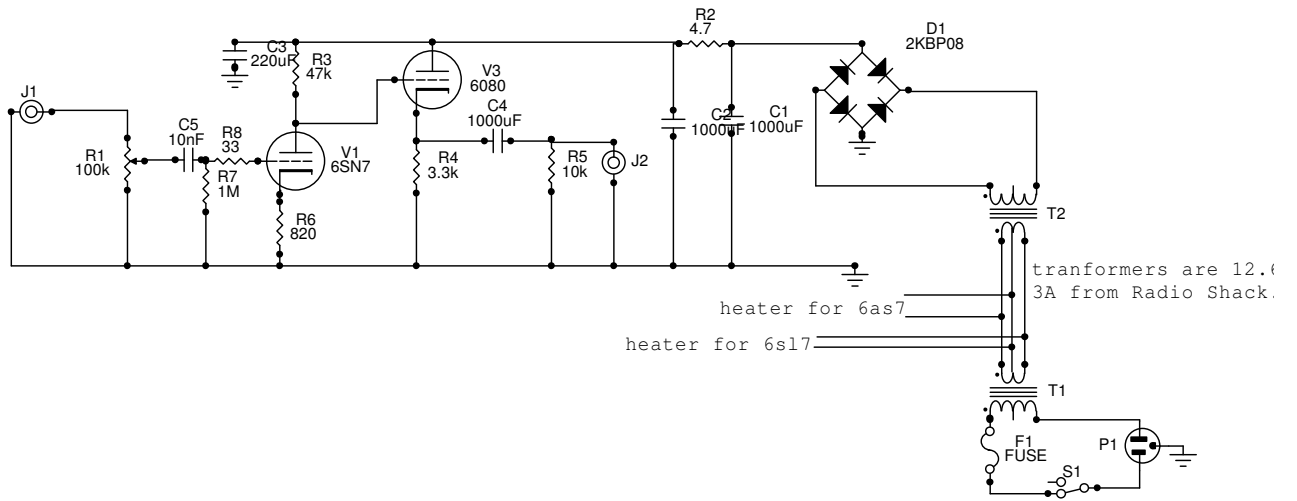 R2
4.7
D1
2KBP08
C3
220uF
R3
47k
V3
6080
J1
C4
1000uF
C2
1000uF
C1
1000uF
C5
10nF
R8
33
V1
6SN7
R1
100k
R7
1M
R4
3.3k
R5
10k
J2
R6
820
T2
tranformers are 12.6
3A from Radio Shack.
heater for 6as7
heater for 6sl7
T1
F1
FUSE
P1
S1